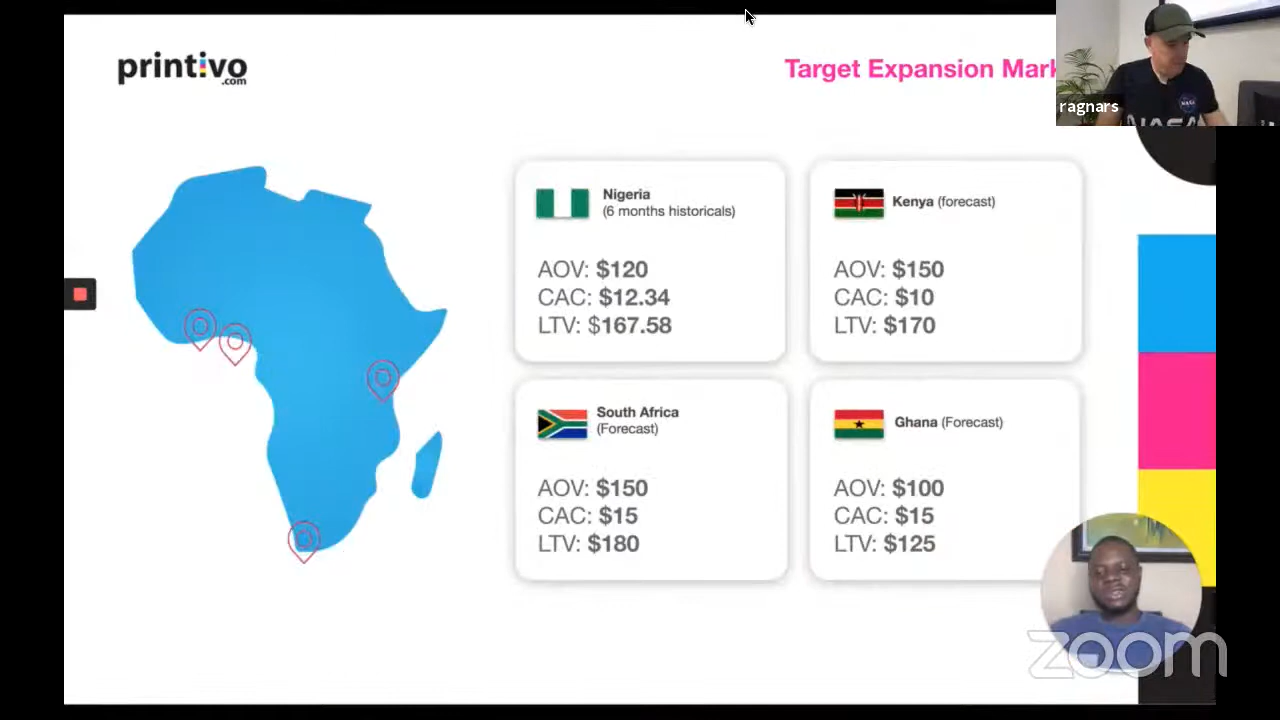 printivo
.com
Target Expansion Mark
ragnars
NASA
Nigeria
(6 months historicals)
AOV: $120
CAC: $12.34
LTV: $167.58
Kenya (forecast)
AOV: $150
CAC: $10
LTV: $170
South Africa
(Forecast)
AOV: $150
CAC: $15
LTV: $180
Ghana (Forecast)
AOV: $100
CAC: $15
LTV: $125
zoom